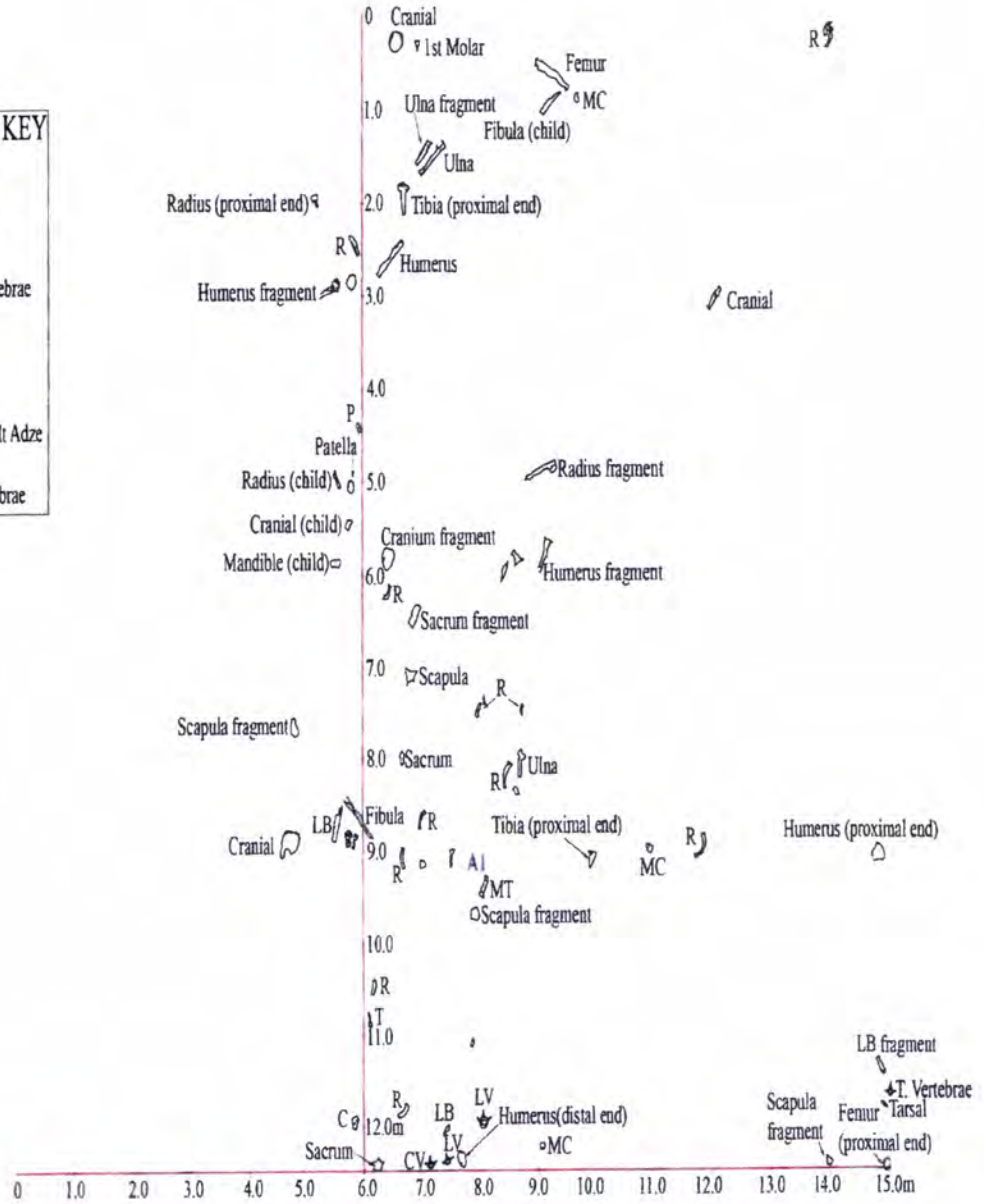 0 Cranial
1st Molar
R
KEY
Femur
MC
1.0
Ulna fragment
Fibula (child)
Ulna
Radius (proximal end)
2.0
Tibia (proximal end)
R
Humerus
ebrae
Humerus fragment
3.0
Cranial
4.0
P
lt Adze
Patella
Radius (child)
5.0
Radius fragment
brae
Cranial (child)
Cranium fragment
Mandible (child)
6.0
Humerus fragment
R
Sacrum fragment
7.0
Scapula
R
Scapula fragment
8.0
Sacrum
Ulna
R
LB
Fibula
R
Tibia (proximal end)
R
Humerus (proximal end)
Cranial
9.0
R
A1
MC
MT
Scapula fragment
10.0
R
T
11.0
LB fragment
T. Vertebrae
R
LB
LV
Humerus(distal end)
Scapula
fragment
Femur
Tarsal
(proximal end)
C
12.0m
LV
MC
Sacrum
CV
0 1.0 2.0 3.0 4.0 5.0 6.0 7.0 8.0 9.0 10.0 11.0 12.0 13.0 14.0 15.0m